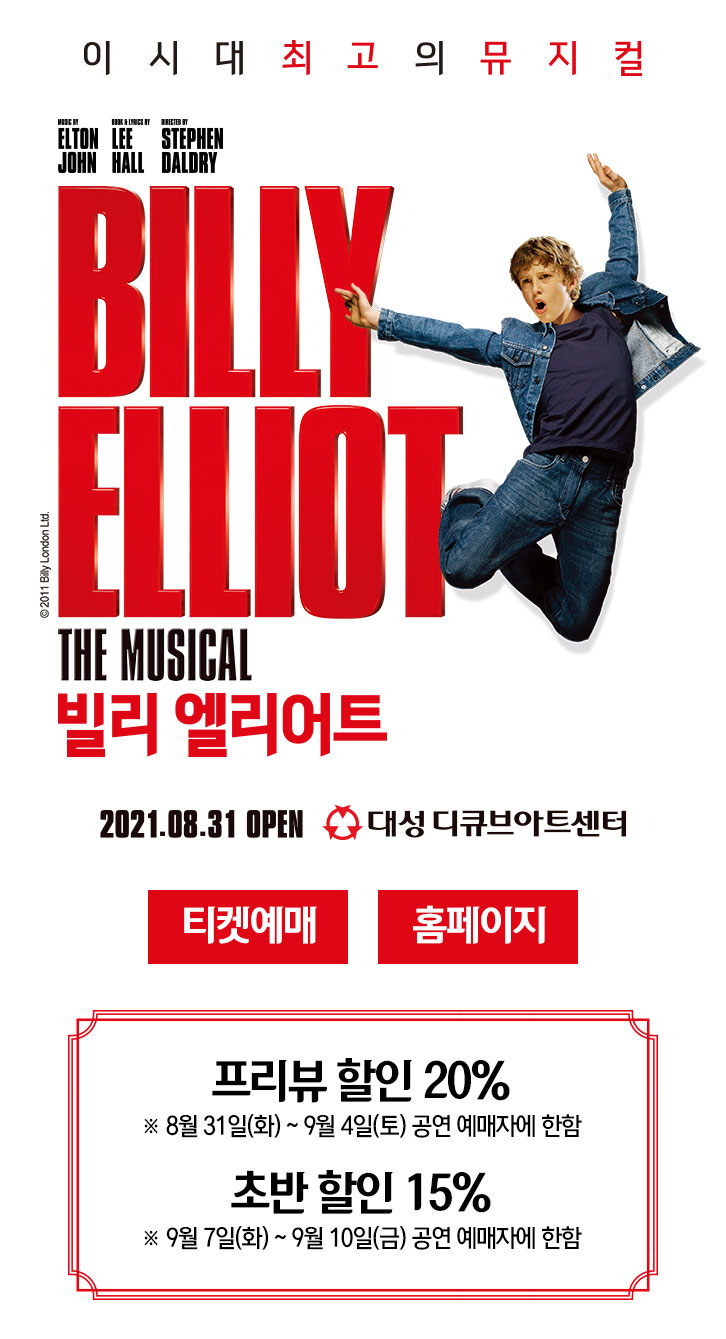 이 시 대 최 고 의 뮤 지 컬
MUSIC BY
ELTON
JOHN
BOOK & LYRICS BY
LEE
HALL
DIRECTED BY
STEPHEN
DALDRY
BILLY
ELLIOT
© 2011 Billy London Ltd.
THE MUSICAL
빌리 엘리어트
2021.08.31 OPEN 대성 디큐브아트센터
티켓예매
홈페이지
프리뷰 할인 20%
※ 8월 31일(화) ~ 9월 4일(토) 공연 예매자에 한함
초반 할인 15%
※ 9월 7일(화) ~ 9월 10일(금) 공연 예매자에 한함